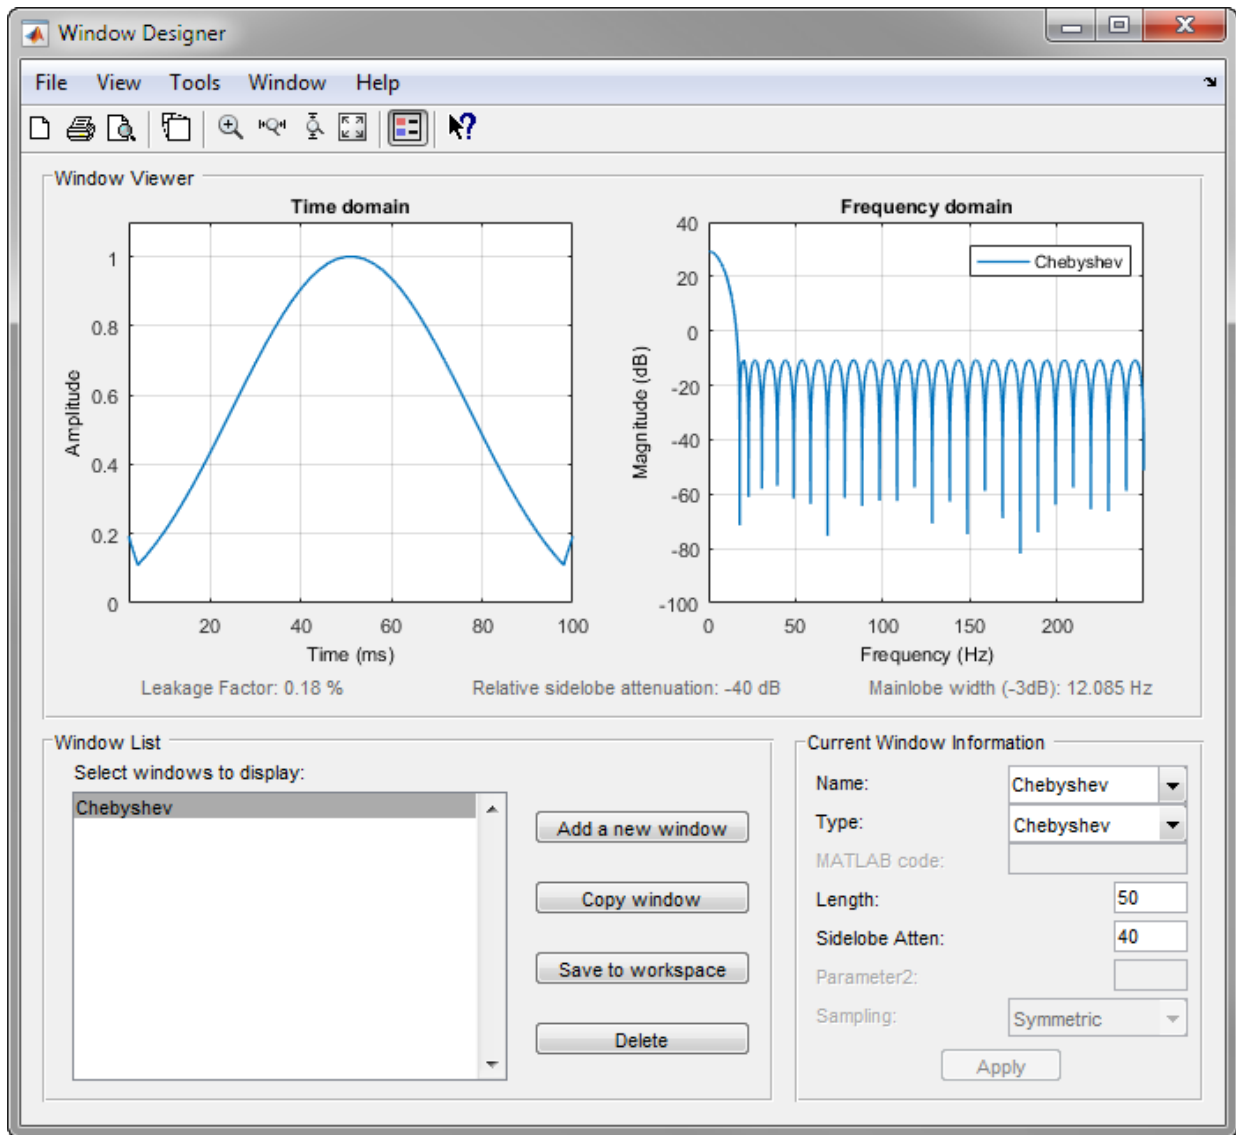 Window Designer
File View Tools Window Help
Window Viewer
Time domain
1
0.8
0.6
0.4
0.2
0
Amplitude
20 40 60 80 100
Time (ms)
Frequency domain
Chebyshev
40
20
0
-20
-40
-60
-80
-100
Magnitude (dB)
0 50 100 150 200
Frequency (Hz)
Leakage Factor: 0.18 % Relative sidelobe attenuation: -40 dB Mainlobe width (-3dB): 12.085 Hz
Window List
Select windows to display:
Chebyshev
Add a new window
Copy window
Save to workspace
Delete
Current Window Information
Name: Chebyshev
Type: Chebyshev
MATLAB code:
Length: 50
Sidelobe Atten: 40
Parameter2:
Sampling: Symmetric
Apply